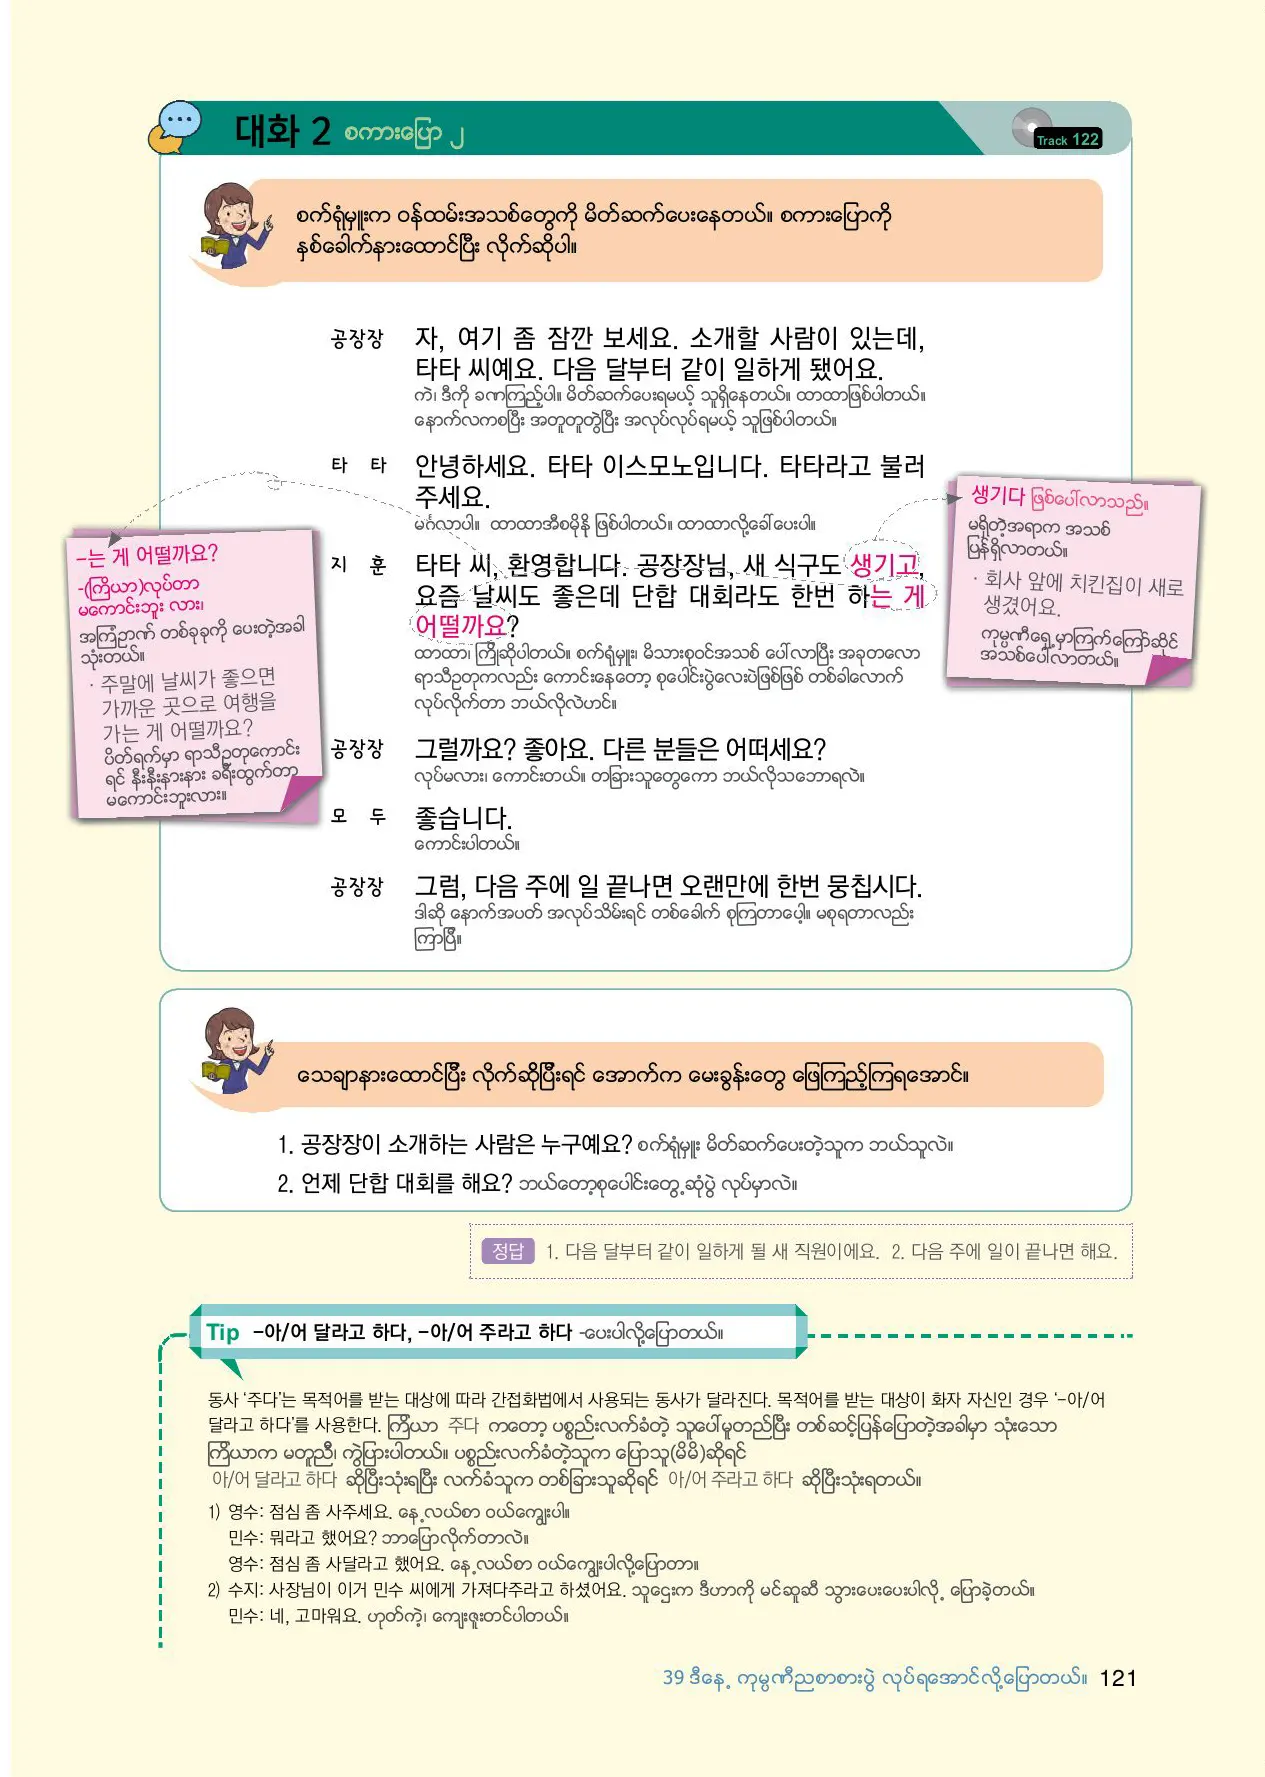 대화 2 စကားပြော ၂
Track 122
စက်ရုံမှူးက ဝန်ထမ်းအသစ်တွေကို မိတ်ဆက်ပေးနေတယ်။ စကားပြောကို
နှစ်ခေါက်နားထောင်ပြီး လိုက်ဆိုပါ။
공장장 자, 여기 좀 잠깐 보세요. 소개할 사람이 있는데,
타타 씨예요. 다음 달부터 같이 일하게 됐어요.
ကဲ၊ ဒီကို ခဏကြည့်ပါ။ မိတ်ဆက်ပေးရမယ့် သူရှိနေတယ်။ ထာထာဖြစ်ပါတယ်။
နောက်လကစပြီး အတူတူတွဲပြီး အလုပ်လုပ်ရမယ့် သူဖြစ်ပါတယ်။
타 타 안녕하세요. 타타 이스모노입니다. 타타라고 불러
주세요.
မင်္ဂလာပါ။ ထာထာအီစမိုနို ဖြစ်ပါတယ်။ ထာထာလို့ခေါ်ပေးပါ။
지 훈 타타 씨, 환영합니다. 공장장님, 새 식구도 생기고,
요즘 날씨도 좋은데 단합 대회라도 한번 하는 게
어떨까요?
ထာထာ၊ ကြိုဆိုပါတယ်။ စက်ရုံမှူး၊ မိသားစုဝင်အသစ် ပေါ်လာပြီး အခုတလော
ရာသီဥတုကလည်း ကောင်းနေတော့ စုပေါင်းပွဲလေးပဲဖြစ်ဖြစ် တစ်ခါလောက်
လုပ်လိုက်တာ ဘယ်လိုလဲဟင်။
공장장 그럴까요? 좋아요. 다른 분들은 어떠세요?
လုပ်မလား၊ ကောင်းတယ်။ တခြားသူတွေကော ဘယ်လိုသဘောရလဲ။
모 두 좋습니다.
ကောင်းပါတယ်။
공장장 그럼, 다음 주에 일 끝나면 오랜만에 한번 뭉칩시다.
ဒါဆို နောက်အပတ် အလုပ်သိမ်းရင် တစ်ခေါက် စုကြတာပေ့ါ။ မစုရတာလည်း
ကြာပြီ။
–는 게 어떨까요?
-(ကြိယာ)လုပ်တာ
မကောင်းဘူး လား၊
အကြံဉာဏ် တစ်ခုခုကို ပေးတဲ့အခါ
သုံးတယ်။
· 주말에 날씨가 좋으면
가까운 곳으로 여행을
가는 게 어떨까요?
ပိတ်ရက်မှာ ရာသီဥတုကောင်း
ရင် နီးနီးနားနား ခရီးထွက်တာ
မကောင်းဘူးလား။
생기다 ဖြစ်ပေါ်လာသည်။
မရှိတဲ့အရာက အသစ်
ပြန်ရှိလာတယ်။
· 회사 앞에 치킨집이 새로
생겼어요.
ကုမ္ပဏီရှေ့မှာကြက်ကြော်ဆိုင်
အသစ်ပေါ်လာတယ်။
သေချာနားထောင်ပြီး လိုက်ဆိုပြီးရင် အောက်က မေးခွန်းတွေ ဖြေကြည့်ကြရအောင်။
1. 공장장이 소개하는 사람은 누구예요? စက်ရုံမှူး မိတ်ဆက်ပေးတဲ့သူက ဘယ်သူလဲ။
2. 언제 단합 대회를 해요? ဘယ်တော့စုပေါင်းတွေ့ဆုံပွဲ လုပ်မှာလဲ။
정답 1. 다음 달부터 같이 일하게 될 새 직원이에요. 2. 다음 주에 일이 끝나면 해요.
Tip –아/어 달라고 하다, –아/어 주라고 하다 -ပေးပါလို့ပြောတယ်။
동사 ‘주다’는 목적어를 받는 대상에 따라 간접화법에서 사용되는 동사가 달라진다. 목적어를 받는 대상이 화자 자신인 경우 ‘–아/어
달라고 하다’를 사용한다. ကြိယာ 주다 ကတော့ ပစ္စည်းလက်ခံတဲ့ သူပေါ်မူတည်ပြီး တစ်ဆင့်ပြန်ပြောတဲ့အခါမှာ သုံးသော
ကြိယာက မတူညီ၊ ကွဲပြားပါတယ်။ ပစ္စည်းလက်ခံတဲ့သူက ပြောသူ(မိမိ)ဆိုရင်
아/어 달라고 하다 ဆိုပြီးသုံးရပြီး လက်ခံသူက တစ်ခြားသူဆိုရင် 아/어 주라고 하다 ဆိုပြီးသုံးရတယ်။
1) 영수: 점심 좀 사주세요. နေ့လယ်စာ ဝယ်ကျွေးပါ။
민수: 뭐라고 했어요? ဘာပြောလိုက်တာလဲ။
영수: 점심 좀 사달라고 했어요. နေ့လယ်စာ ဝယ်ကျွေးပါလို့ပြောတာ။
2) 수지: 사장님이 이거 민수 씨에게 가져다주라고 하셨어요. သူဌေးက ဒီဟာကို မင်ဆူဆီ သွားပေးပေးပါလို့ ပြောခဲ့တယ်။
민수: 네, 고마워요. ဟုတ်ကဲ့၊ ကျေးဇူးတင်ပါတယ်။
39 ဒီနေ့ ကုမ္ပဏီညစာစားပွဲ လုပ်ရအောင်လို့ပြောတယ်။ 121